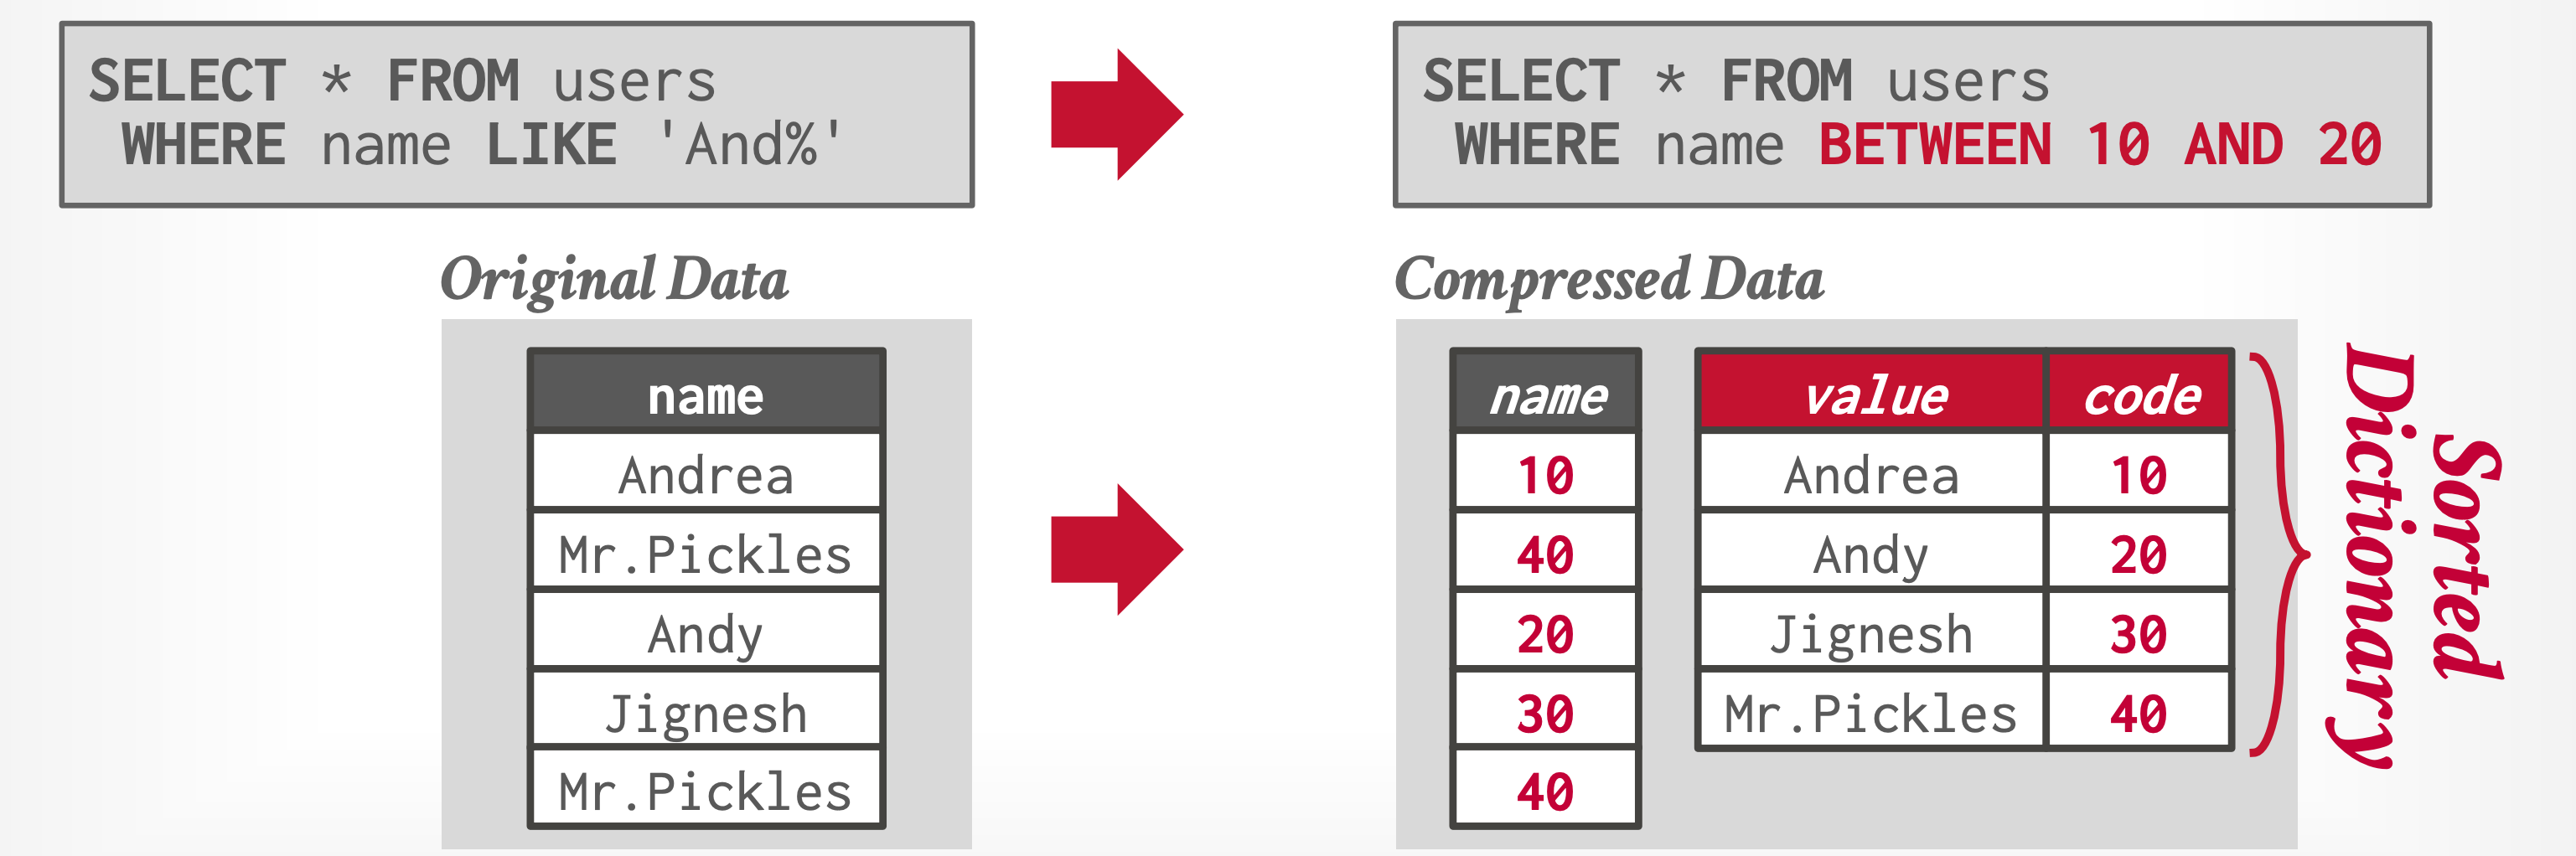 SELECT * FROM users
WHERE name LIKE 'And%'
SELECT * FROM users
WHERE name BETWEEN 10 AND 20
Original Data
name
Andrea
Mr.Pickles
Andy
Jignesh
Mr.Pickles
Compressed Data
name
10
40
20
30
40
value code
Andrea 10
Andy 20
Jignesh 30
Mr.Pickles 40
Sorted
Dictionary